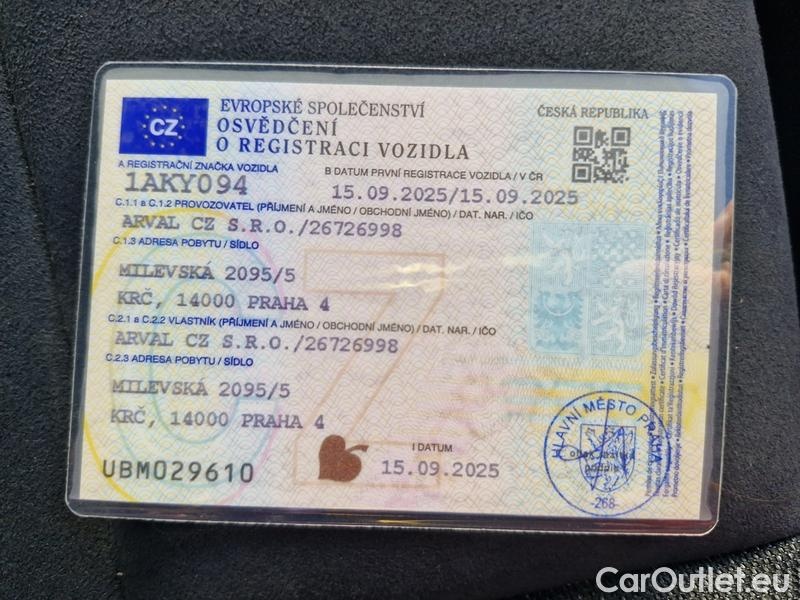 CZ
EVROPSKÉ SPOLEČENSTVÍ
OSVĚDČENÍ
O REGISTRACI VOZIDLA
ČESKÁ REPUBLIKA
A REGISTRAČNÍ ZNAČKA VOZIDLA
B DATUM PRVNÍ REGISTRACE VOZIDLA / V ČR
1AKY094
15.09.2025/15.09.2025
C.1.1 a C.1.2 PROVOZOVATEL (PŘÍJMENÍ A JMÉNO / OBCHODNÍ JMÉNO) / DAT. NAR. / IČO
ARVAL CZ S.R.O./26726998
C.1.3 ADRESA POBYTU / SÍDLO
MILEVSKÁ 2095/5
KRČ, 14000 PRAHA 4
C.2.1 a C.2.2 VLASTNÍK (PŘÍJMENÍ A JMÉNO / OBCHODNÍ JMÉNO) / DAT. NAR. / IČO
ARVAL CZ S.R.O./26726998
C.2.3 ADRESA POBYTU / SÍDLO
MILEVSKÁ 2095/5
KRČ, 14000 PRAHA 4
I DATUM
15.09.2025
UBM029610
HLAVNÍ MĚSTO PRAHA
podpis
-268-
CarOutlet.eu